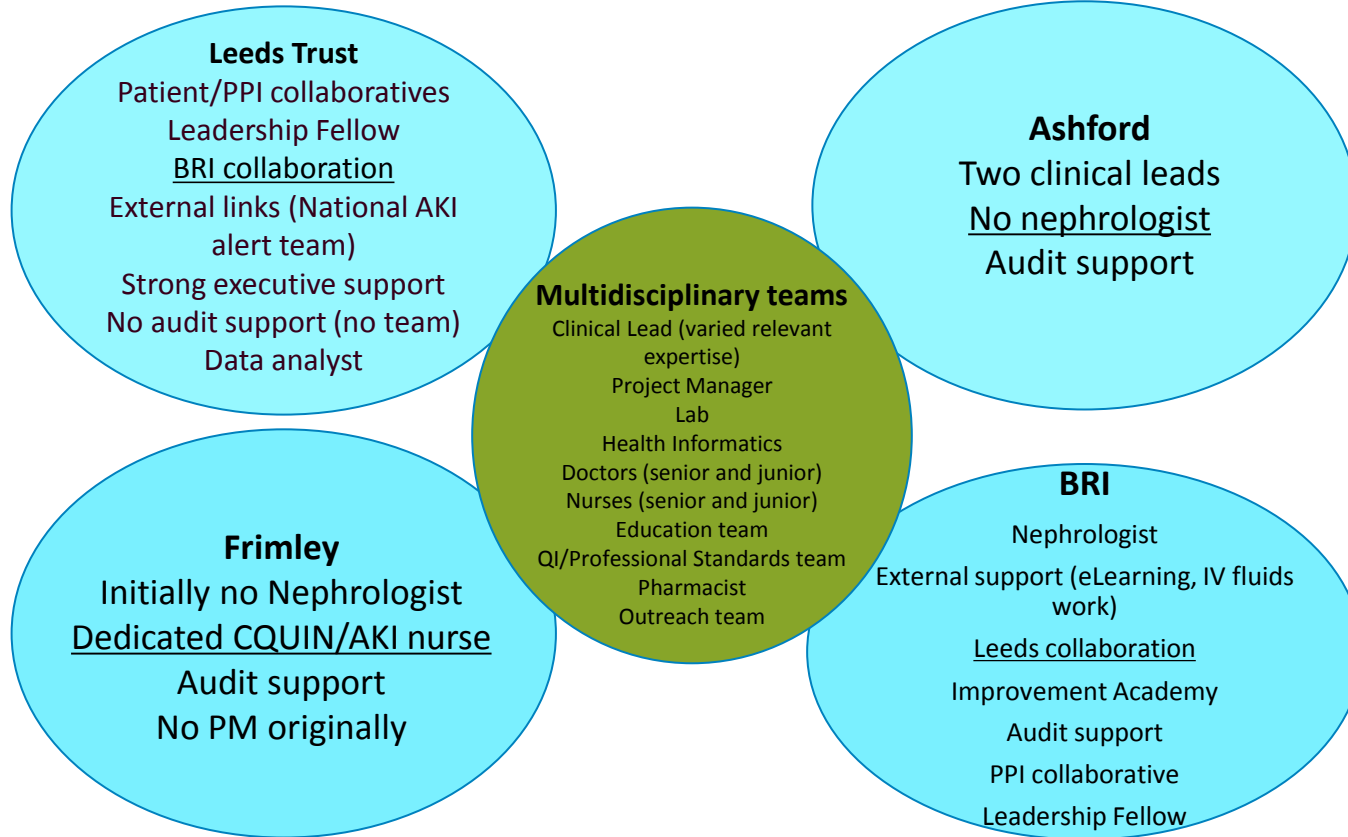 Leeds Trust
Patient/PPI collaboratives
Leadership Fellow
BRI collaboration
External links (National AKI
alert team)
Strong executive support
No audit support (no team)
Data analyst
Ashford
Two clinical leads
No nephrologist
Audit support
Multidisciplinary teams
Clinical Lead (varied relevant
expertise)
Project Manager
Lab
Health Informatics
Doctors (senior and junior)
Nurses (senior and junior)
Education team
QI/Professional Standards team
Pharmacist
Outreach team
Frimley
Initially no Nephrologist
Dedicated CQUIN/AKI nurse
Audit support
No PM originally
BRI
Nephrologist
External support (eLearning, IV fluids
work)
Leeds collaboration
Improvement Academy
Audit support
PPI collaborative
Leadership Fellow